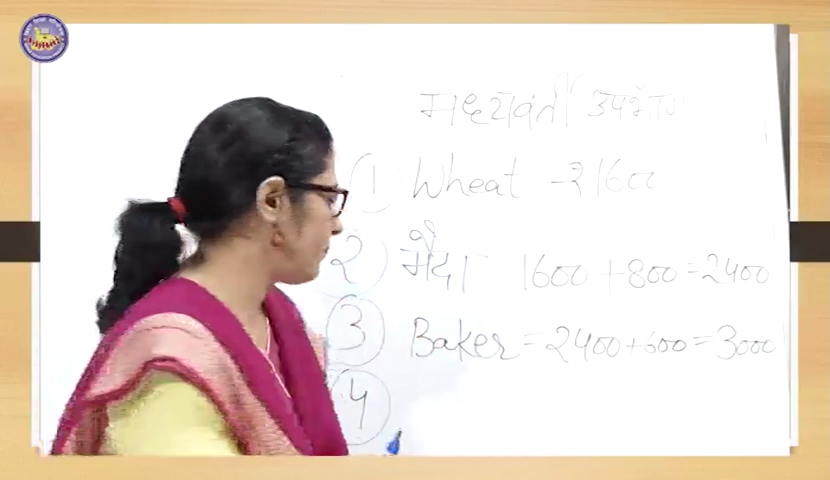 मध्यवर्ती उपभोग
1 Wheat - ₹1600
2 मैदा 1600 + 800 = 2400
3 Baker = 2400 + 600 = 3000
4